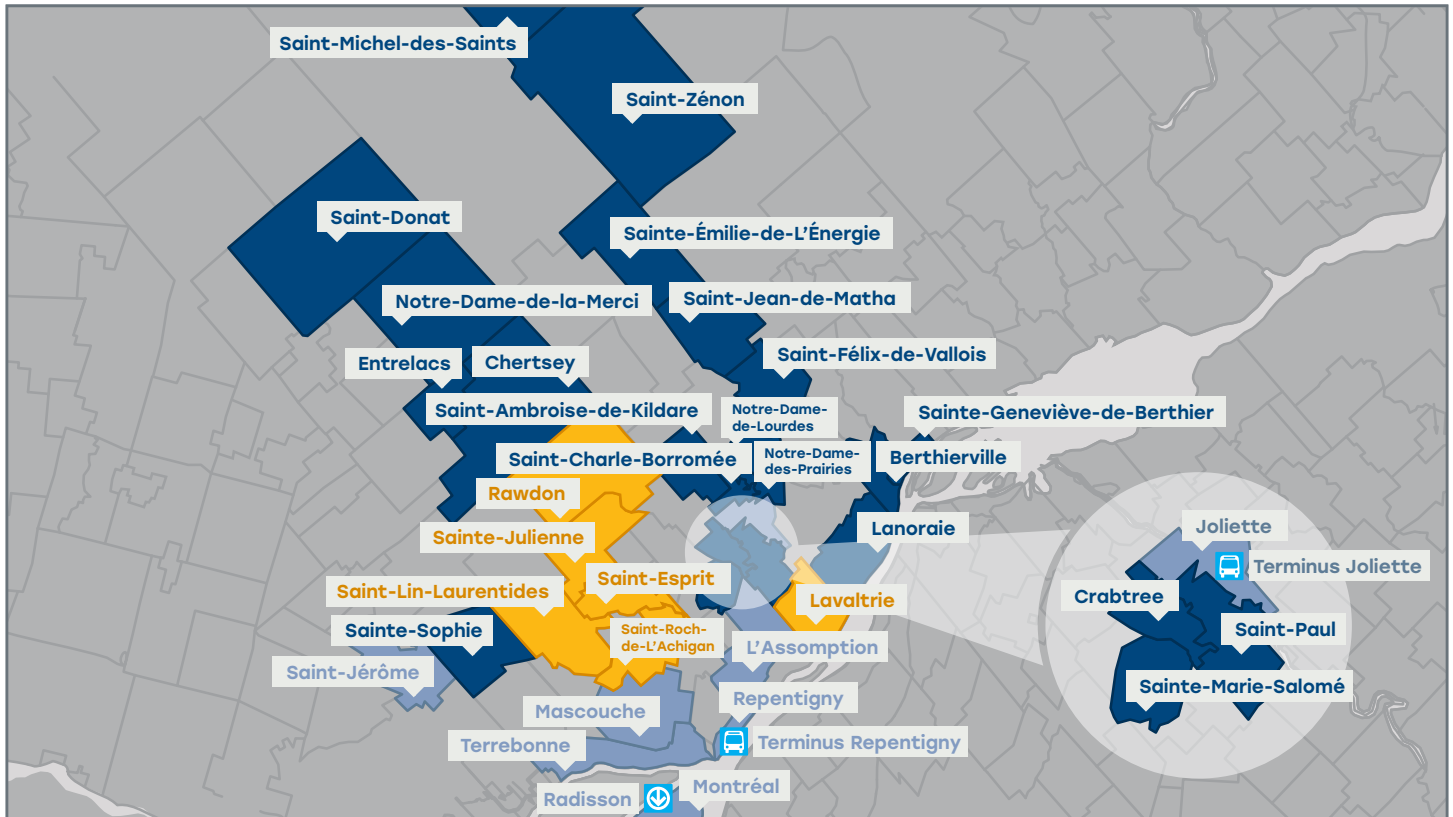 Saint-Michel-des-Saints
Saint-Zénon
Saint-Donat
Sainte-Émilie-de-L’Énergie
Notre-Dame-de-la-Merci
Saint-Jean-de-Matha
Entrelacs
Chertsey
Saint-Félix-de-Vallois
Saint-Ambroise-de-Kildare
Notre-Dame-
de-Lourdes
Sainte-Geneviève-de-Berthier
Saint-Charle-Borromée
Notre-Dame-
des-Prairies
Berthierville
Rawdon
Sainte-Julienne
Lanoraie
Joliette
Terminus Joliette
Saint-Lin-Laurentides
Saint-Esprit
Lavaltrie
Crabtree
Sainte-Sophie
Saint-Roch-
de-L’Achigan
L’Assomption
Saint-Paul
Saint-Jérôme
Sainte-Marie-Salomé
Mascouche
Repentigny
Terrebonne
Terminus Repentigny
Radisson
Montréal